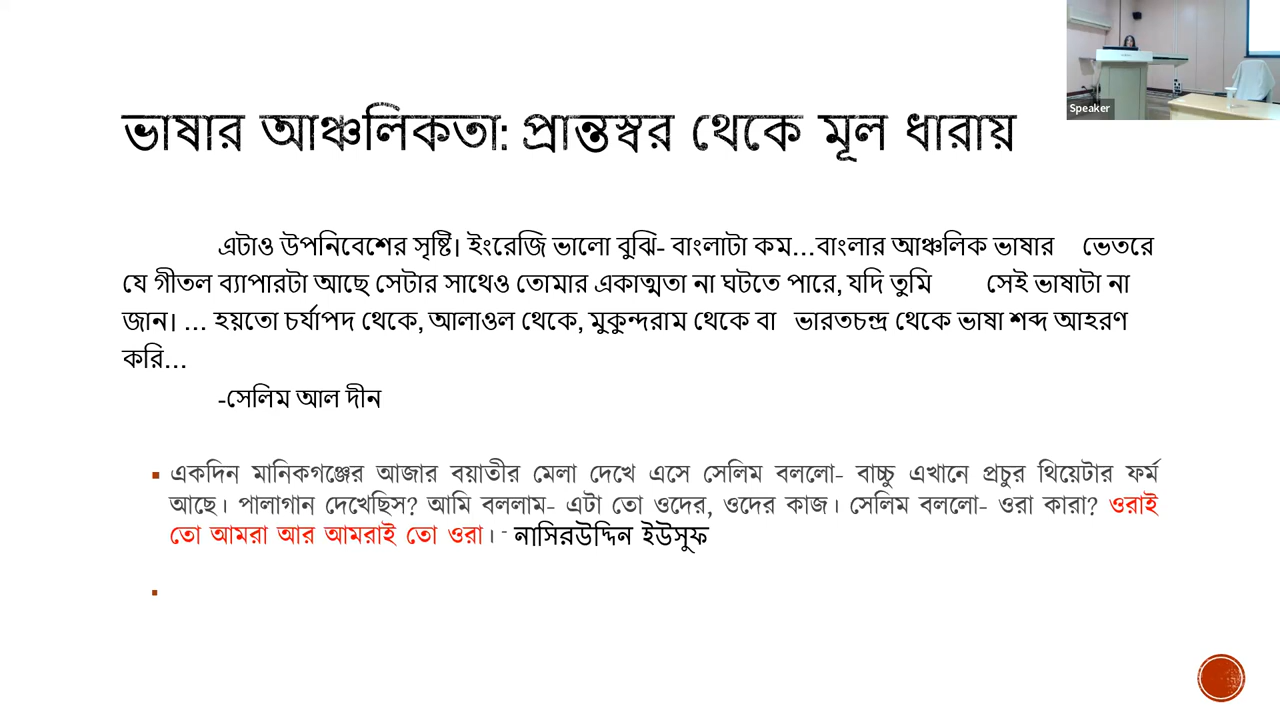 Speaker
ভাষার আঞ্চলিকতা: প্রান্তস্বর থেকে মূল ধারায়
এটাও উপনিবেশের সৃষ্টি। ইংরেজি ভালো বুঝি- বাংলাটা কম...বাংলার আঞ্চলিক ভাষার ভেতরে
যে গীতল ব্যাপারটা আছে সেটার সাথেও তোমার একাত্মতা না ঘটতে পারে, যদি তুমি সেই ভাষাটা না
জান। ... হয়তো চর্যাপদ থেকে, আলাওল থেকে, মুকুন্দরাম থেকে বা ভারতচন্দ্র থেকে ভাষা শব্দ আহরণ
করি...
-সেলিম আল দীন
একদিন মানিকগঞ্জের আজার বয়াতীর মেলা দেখে এসে সেলিম বললো- বাচ্চু এখানে প্রচুর থিয়েটার ফর্ম
আছে। পালাগান দেখেছিস? আমি বললাম- এটা তো ওদের, ওদের কাজ। সেলিম বললো- ওরা কারা? ওরাই
তো আমরা আর আমরাই তো ওরা। - নাসিরউদ্দিন ইউসুফ